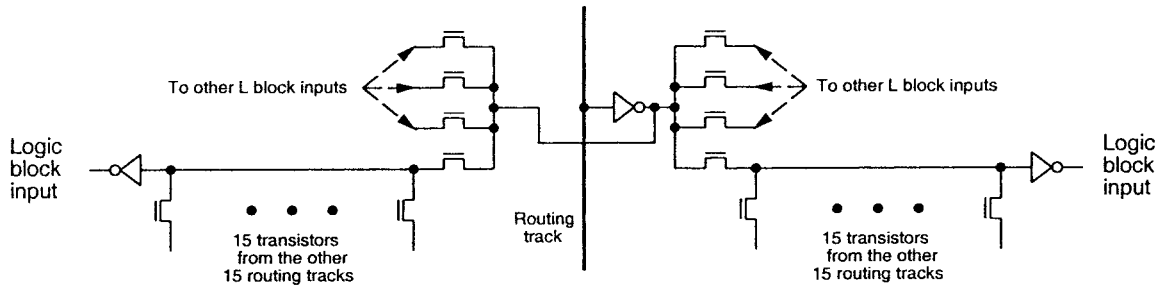 To other L block inputs
To other L block inputs
Logic
block
input
Logic
block
input
Routing
track
15 transistors
from the other
15 routing tracks
15 transistors
from the other
15 routing tracks